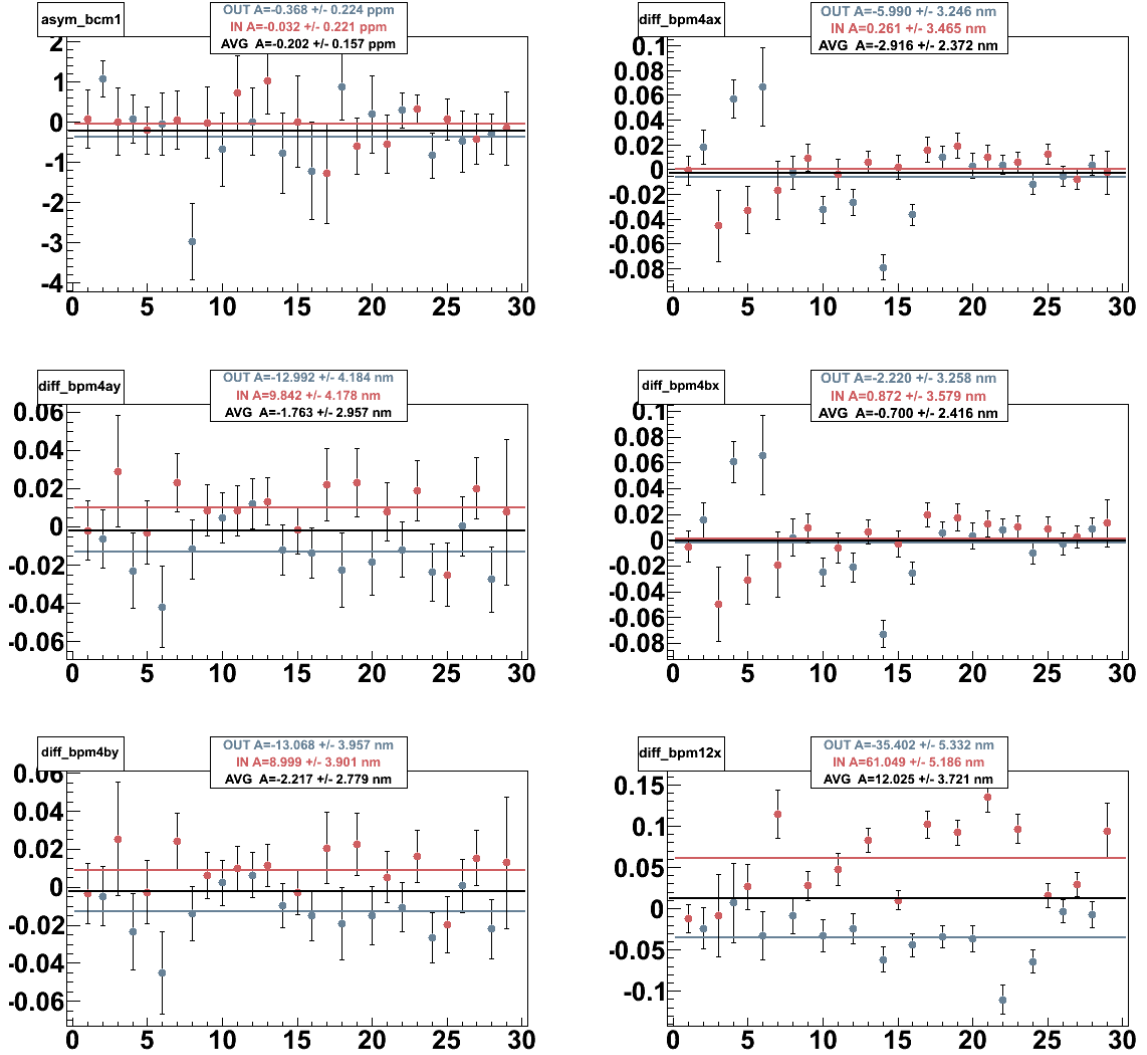 asym_bcm1
OUT A=-0.368 +/- 0.224 ppm
IN A=-0.032 +/- 0.221 ppm
AVG A=-0.202 +/- 0.157 ppm
2
1
0
-1
-2
-3
-4
0 5 10 15 20 25 30
diff_bpm4ax
OUT A=-5.990 +/- 3.246 nm
IN A=0.261 +/- 3.465 nm
AVG A=-2.916 +/- 2.372 nm
0.1
0.08
0.06
0.04
0.02
0
-0.02
-0.04
-0.06
-0.08
0 5 10 15 20 25 30
diff_bpm4ay
OUT A=-12.992 +/- 4.184 nm
IN A=9.842 +/- 4.178 nm
AVG A=-1.763 +/- 2.957 nm
0.06
0.04
0.02
0
-0.02
-0.04
-0.06
0 5 10 15 20 25 30
diff_bpm4bx
OUT A=-2.220 +/- 3.258 nm
IN A=0.872 +/- 3.579 nm
AVG A=-0.700 +/- 2.416 nm
0.1
0.08
0.06
0.04
0.02
0
-0.02
-0.04
-0.06
-0.08
0 5 10 15 20 25 30
diff_bpm4by
OUT A=-13.068 +/- 3.957 nm
IN A=8.999 +/- 3.901 nm
AVG A=-2.217 +/- 2.779 nm
0.06
0.04
0.02
0
-0.02
-0.04
-0.06
0 5 10 15 20 25 30
diff_bpm12x
OUT A=-35.402 +/- 5.332 nm
IN A=61.049 +/- 5.186 nm
AVG A=12.025 +/- 3.721 nm
0.15
0.1
0.05
0
-0.05
-0.1
0 5 10 15 20 25 30